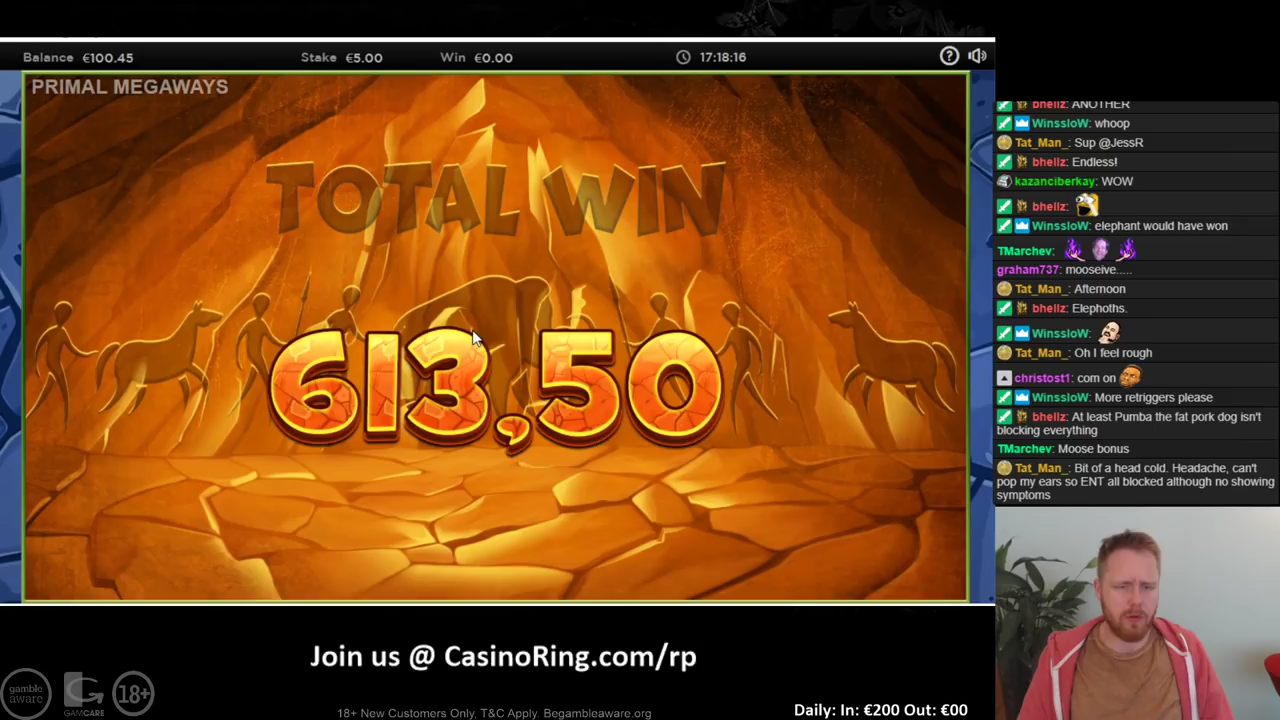 Balance €100.45
Stake €5.00
Win €0.00
17:18:16
?
PRIMAL MEGAWAYS
TOTAL WIN
613,50
bhellz: ANOTHER
WinssloW: whoop
Tat_Man_: Sup @JessR
bhellz: Endless!
kazanciberkay: WOW
bhellz:
WinssloW: elephant would have won
TMarchev:
graham737: mooseive.....
Tat_Man_: Afternoon
bhellz: Elephoths.
WinssloW:
Tat_Man_: Oh I feel rough
christost1: com on
WinssloW: More retriggers please
bhellz: At least Pumba the fat pork dog isn't
blocking everything
TMarchev: Moose bonus
Tat_Man_: Bit of a head cold. Headache, can't
pop my ears so ENT all blocked although no showing
symptoms
Join us @ CasinoRing.com/rp
gamble
aware
GAMCARE
18+
18+ New Customers Only, T&C Apply. Begambleaware.org
Daily: In: €200 Out: €00